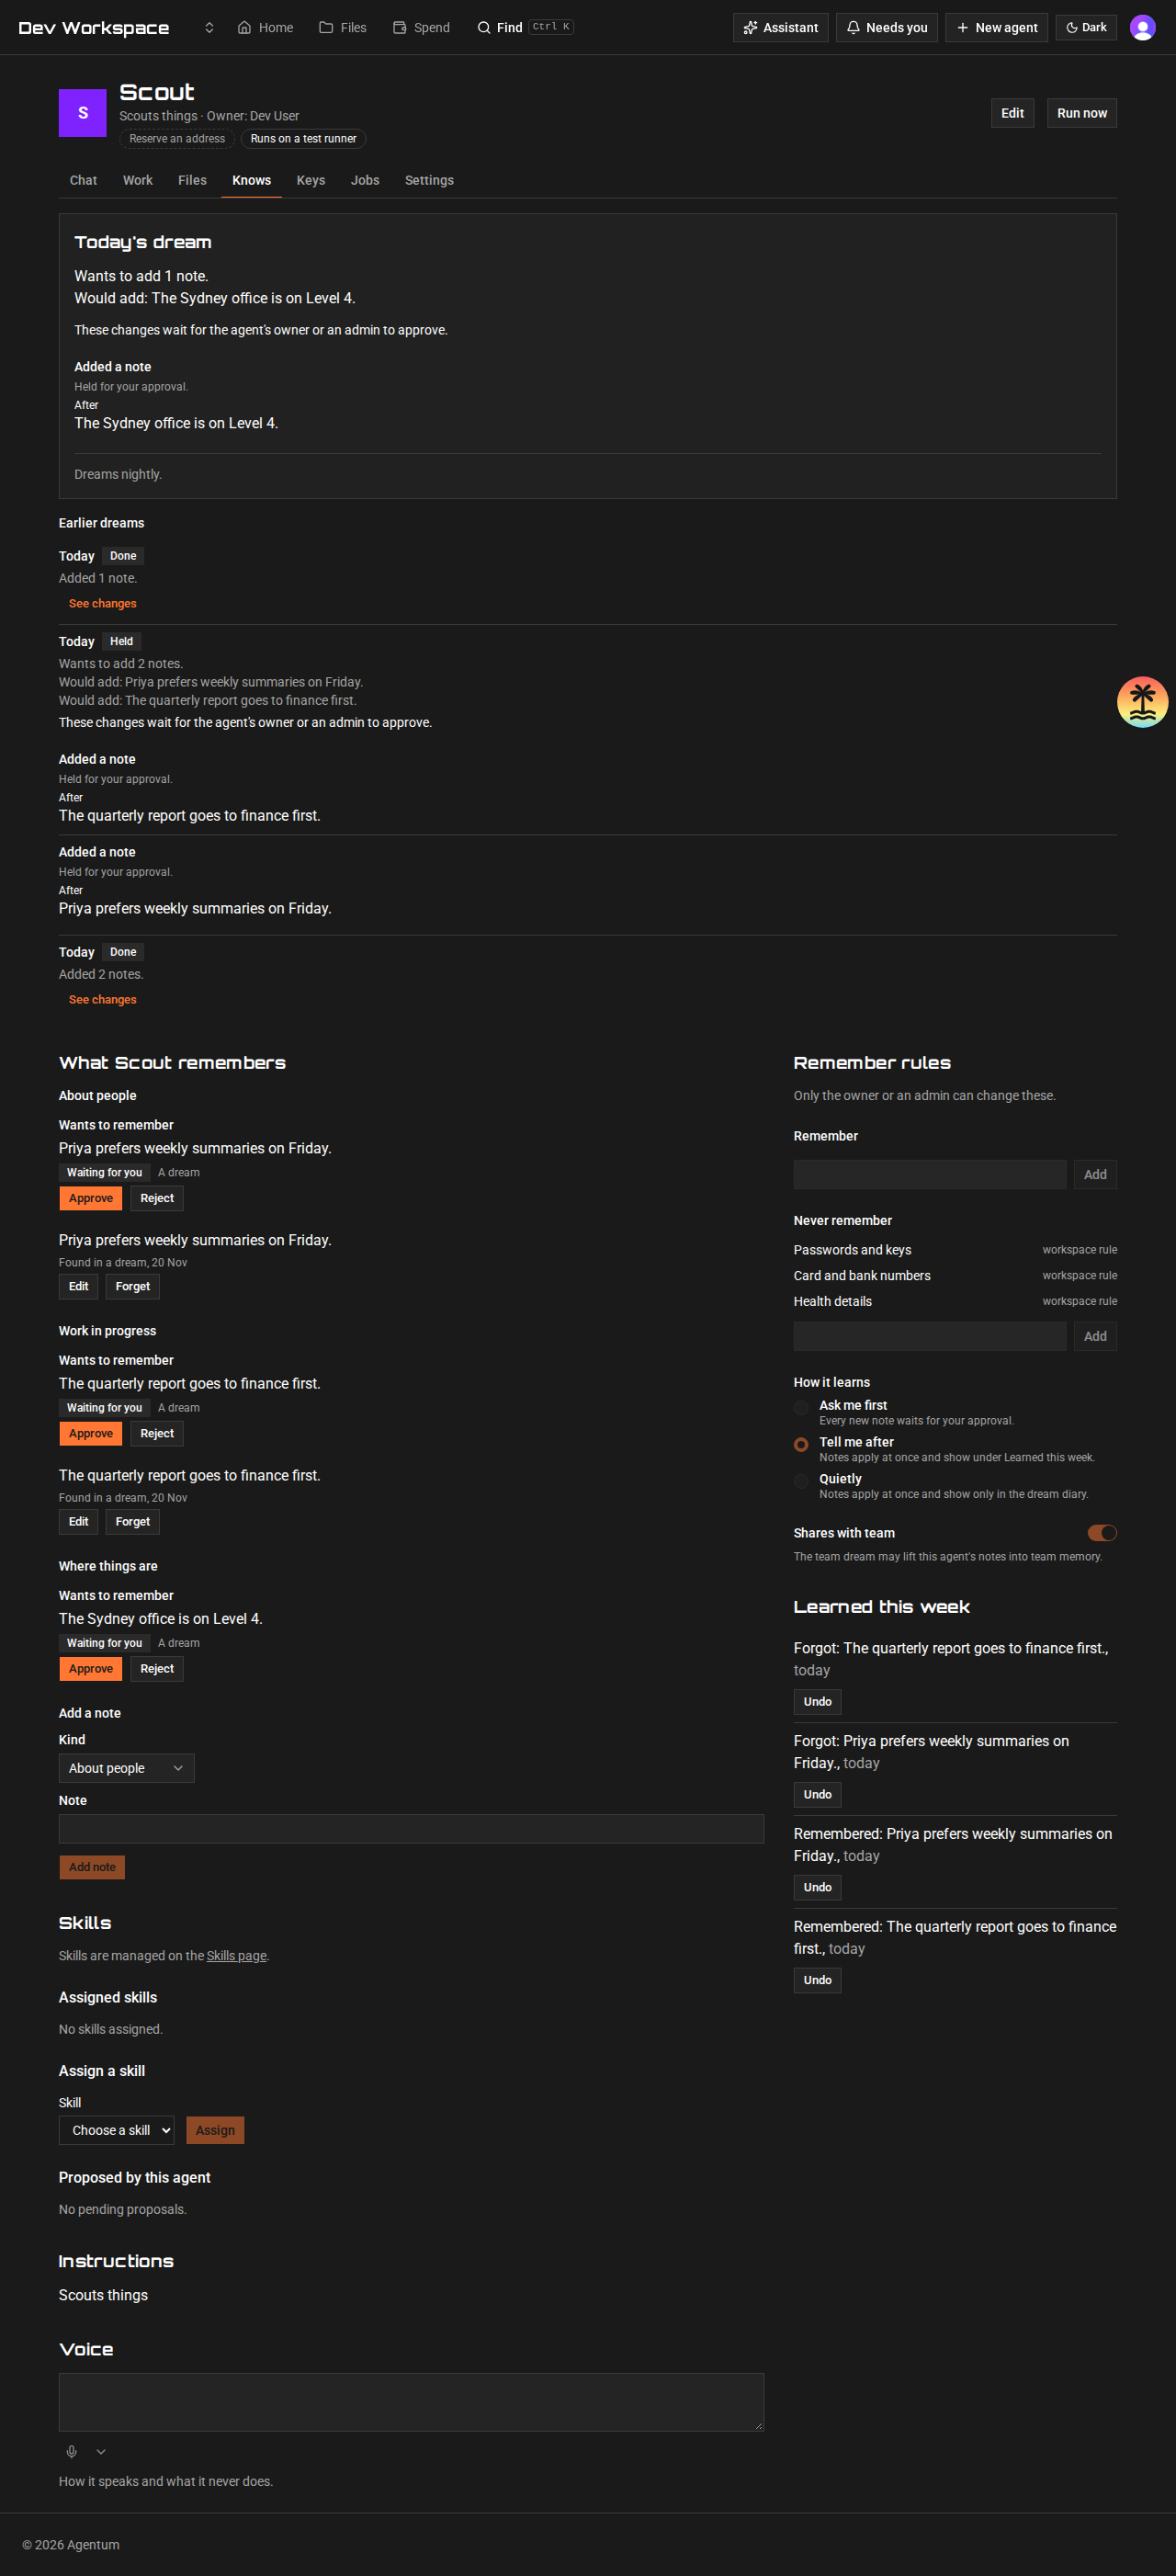 Dev Workspace
Home
Files
Spend
Find
Ctrl K
Assistant
Needs you
New agent
Dark
S
Scout
Scouts things · Owner: Dev User
Reserve an address
Runs on a test runner
Edit
Run now
Chat
Work
Files
Knows
Keys
Jobs
Settings
Today's dream
Wants to add 1 note.
Would add: The Sydney office is on Level 4.
These changes wait for the agent's owner or an admin to approve.
Added a note
Held for your approval.
After
The Sydney office is on Level 4.
Dreams nightly.
Earlier dreams
Today Done
Added 1 note.
See changes
Today Held
Wants to add 2 notes.
Would add: Priya prefers weekly summaries on Friday.
Would add: The quarterly report goes to finance first.
These changes wait for the agent's owner or an admin to approve.
Added a note
Held for your approval.
After
The quarterly report goes to finance first.
Added a note
Held for your approval.
After
Priya prefers weekly summaries on Friday.
Today Done
Added 2 notes.
See changes
What Scout remembers
About people
Wants to remember
Priya prefers weekly summaries on Friday.
Waiting for you A dream
Approve Reject
Priya prefers weekly summaries on Friday.
Found in a dream, 20 Nov
Edit Forget
Work in progress
Wants to remember
The quarterly report goes to finance first.
Waiting for you A dream
Approve Reject
The quarterly report goes to finance first.
Found in a dream, 20 Nov
Edit Forget
Where things are
Wants to remember
The Sydney office is on Level 4.
Waiting for you A dream
Approve Reject
Add a note
Kind
About people
Note
Add note
Skills
Skills are managed on the Skills page.
Assigned skills
No skills assigned.
Assign a skill
Skill
Choose a skill Assign
Proposed by this agent
No pending proposals.
Instructions
Scouts things
Voice
How it speaks and what it never does.
Remember rules
Only the owner or an admin can change these.
Remember
Add
Never remember
Passwords and keys workspace rule
Card and bank numbers workspace rule
Health details workspace rule
Add
How it learns
Ask me first
Every new note waits for your approval.
Tell me after
Notes apply at once and show under Learned this week.
Quietly
Notes apply at once and show only in the dream diary.
Shares with team
The team dream may lift this agent's notes into team memory.
Learned this week
Forgot: The quarterly report goes to finance first.,
today
Undo
Forgot: Priya prefers weekly summaries on
Friday., today
Undo
Remembered: Priya prefers weekly summaries on
Friday., today
Undo
Remembered: The quarterly report goes to finance
first., today
Undo
© 2026 Agentum